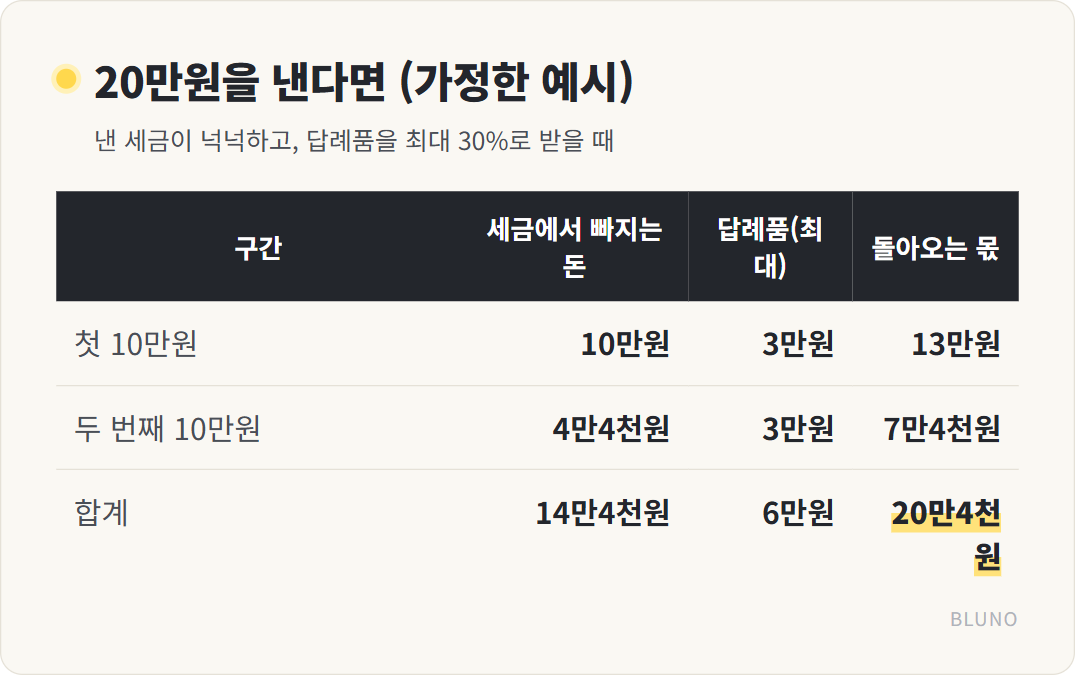 20만원을 낸다면 (가정한 예시)
낸 세금이 넉넉하고, 답례품을 최대 30%로 받을 때
구간 세금에서 빠지는 돈 답례품(최대) 돌아오는 몫
첫 10만원 10만원 3만원 13만원
두 번째 10만원 4만4천원 3만원 7만4천원
합계 14만4천원 6만원 20만4천원
BLUNO